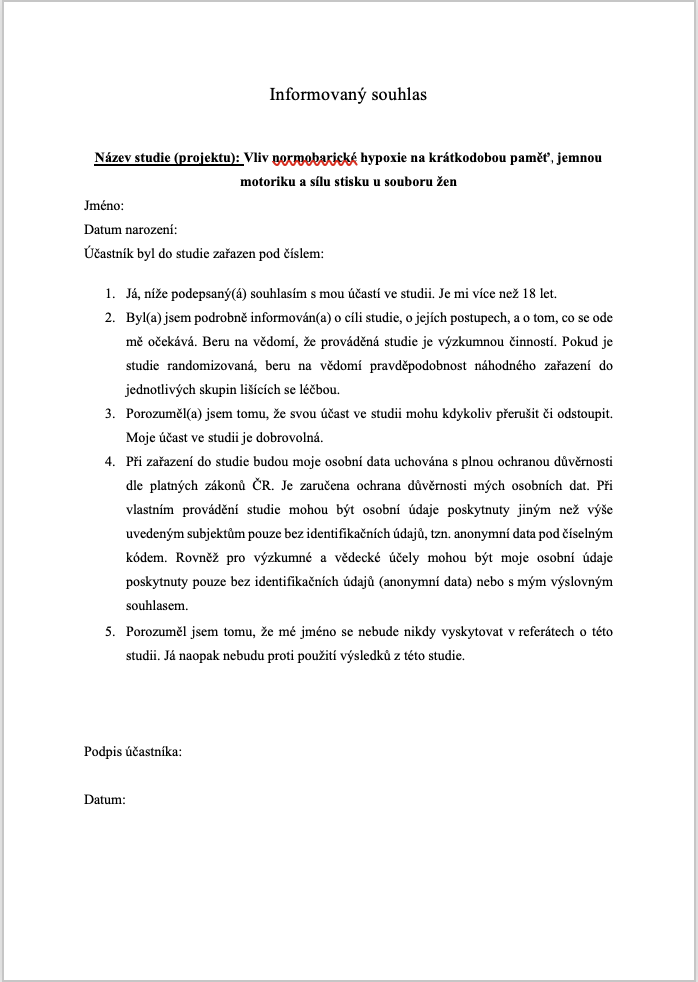 Informovaný souhlas
Název studie (projektu): Vliv normobarické hypoxie na krátkodobou paměť, jemnou
motoriku a sílu stisku u souboru žen
Jméno:
Datum narození:
Účastník byl do studie zařazen pod číslem:
1. Já, níže podepsaný(á) souhlasím s mou účastí ve studii. Je mi více než 18 let.
2. Byl(a) jsem podrobně informován(a) o cíli studie, o jejích postupech, a o tom, co se ode
mě očekává. Beru na vědomí, že prováděná studie je výzkumnou činností. Pokud je
studie randomizovaná, beru na vědomí pravděpodobnost náhodného zařazení do
jednotlivých skupin lišících se léčbou.
3. Porozuměl(a) jsem tomu, že svou účast ve studii mohu kdykoliv přerušit či odstoupit.
Moje účast ve studii je dobrovolná.
4. Při zařazení do studie budou moje osobní data uchována s plnou ochranou důvěrnosti
dle platných zákonů ČR. Je zaručena ochrana důvěrnosti mých osobních dat. Při
vlastním provádění studie mohou být osobní údaje poskytnuty jiným než výše
uvedeným subjektům pouze bez identifikačních údajů, tzn. anonymní data pod číselným
kódem. Rovněž pro výzkumné a vědecké účely mohou být moje osobní údaje
poskytnuty pouze bez identifikačních údajů (anonymní data) nebo s mým výslovným
souhlasem.
5. Porozuměl jsem tomu, že mé jméno se nebude nikdy vyskytovat v referátech o této
studii. Já naopak nebudu proti použití výsledků z této studie.
Podpis účastníka:
Datum: